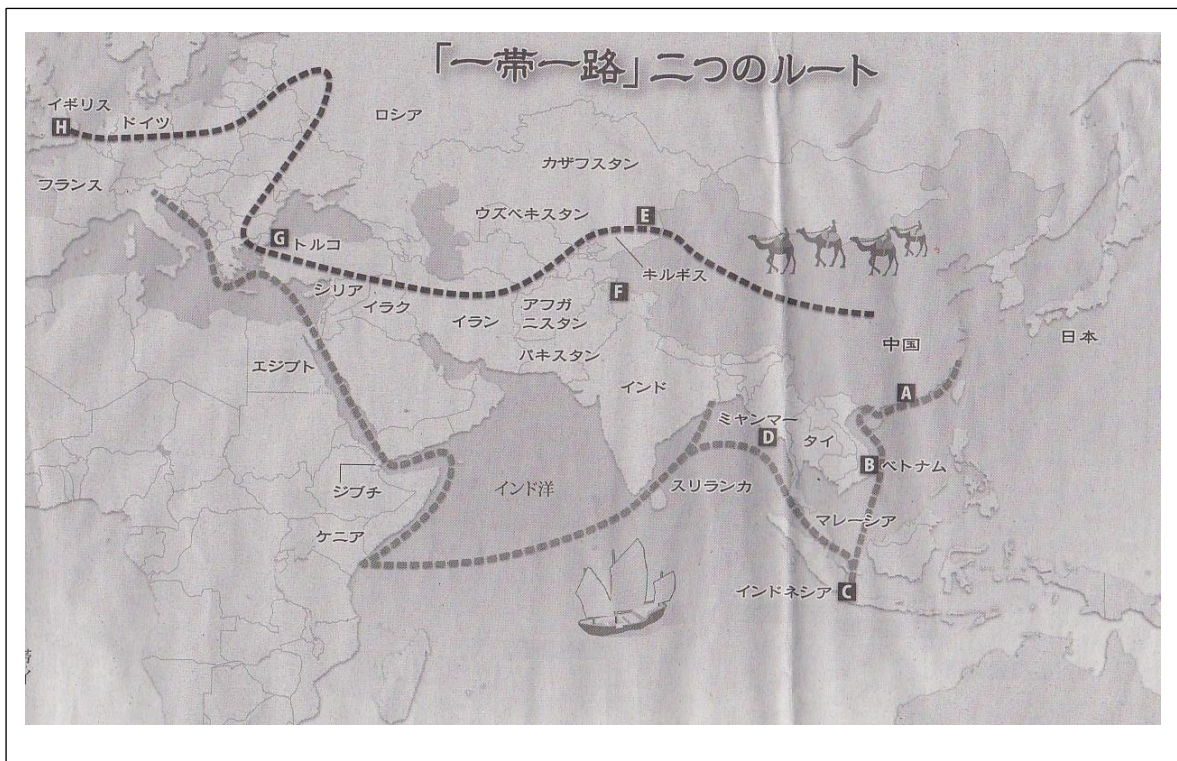 「一帯一路」二つのルート
イギリス
H
ドイツ
ロシア
フランス
カザフスタン
ウズベキスタン
E
G
トルコ
キルギス
シリア
イラク
イラン
アフガ
ニスタン
F
パキスタン
中国
日本
エジプト
インド
A
ミャンマー
D
タイ
B
ベトナム
ジブチ
インド洋
スリランカ
ケニア
マレーシア
インドネシア
C